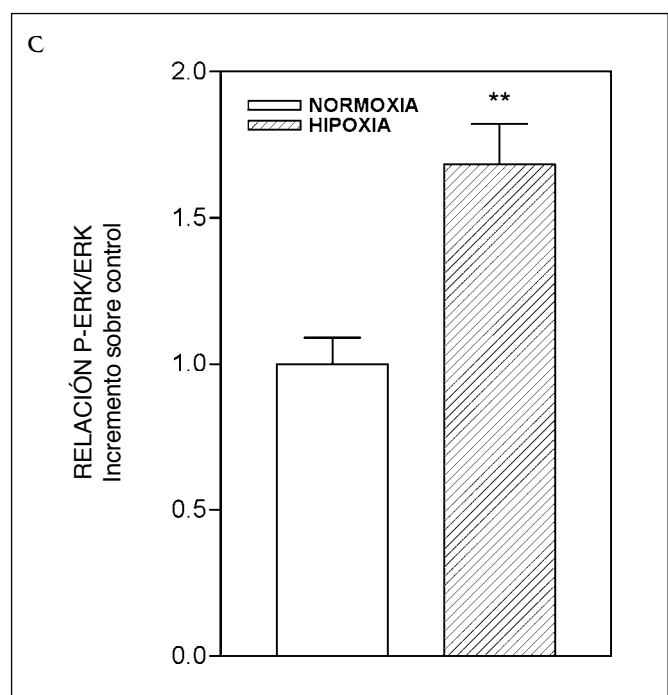 C
2.0
**
NORMOXIA
HIPOXIA
1.5
RELACIÓN P-ERK/ERK
Incremento sobre control
1.0
0.5
0.0